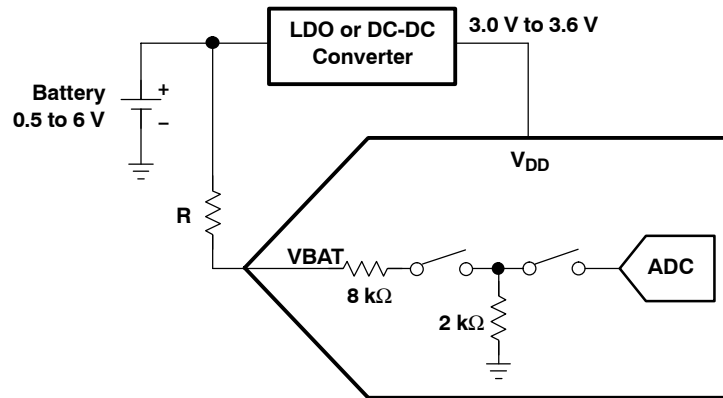 LDO or DC-DC
Converter
3.0 V to 3.6 V
Battery
0.5 to 6 V
+
–
VDD
R
VBAT
8 kΩ
2 kΩ
ADC